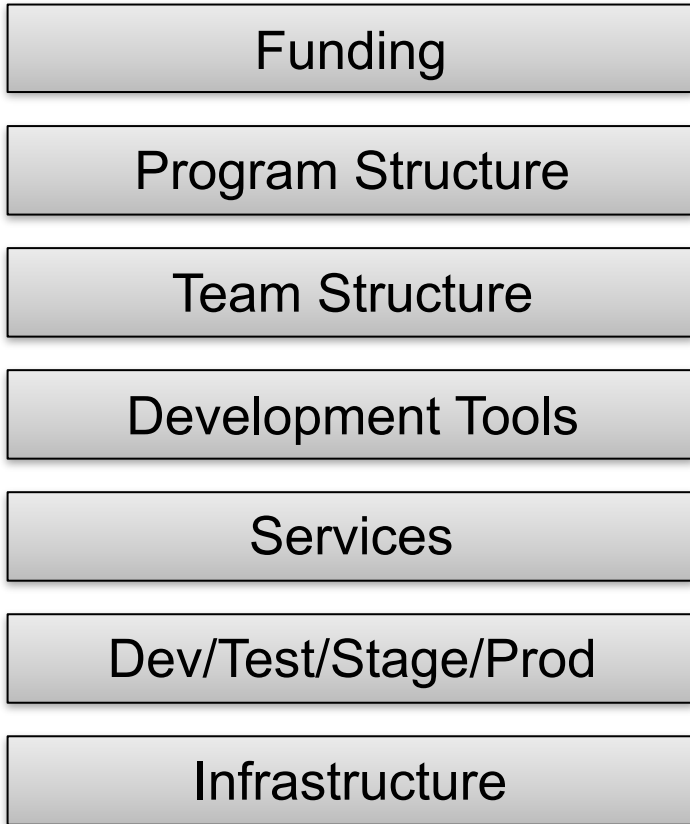 Funding
Program Structure
Team Structure
Development Tools
Services
Dev/Test/Stage/Prod
Infrastructure